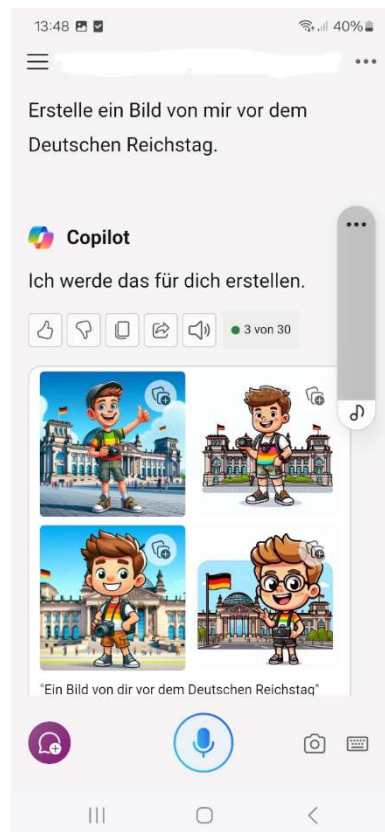 13:48
40%
Erstelle ein Bild von mir vor dem
Deutschen Reichstag.
Copilot
Ich werde das für dich erstellen.
3 von 30
"Ein Bild von dir vor dem Deutschen Reichstag"